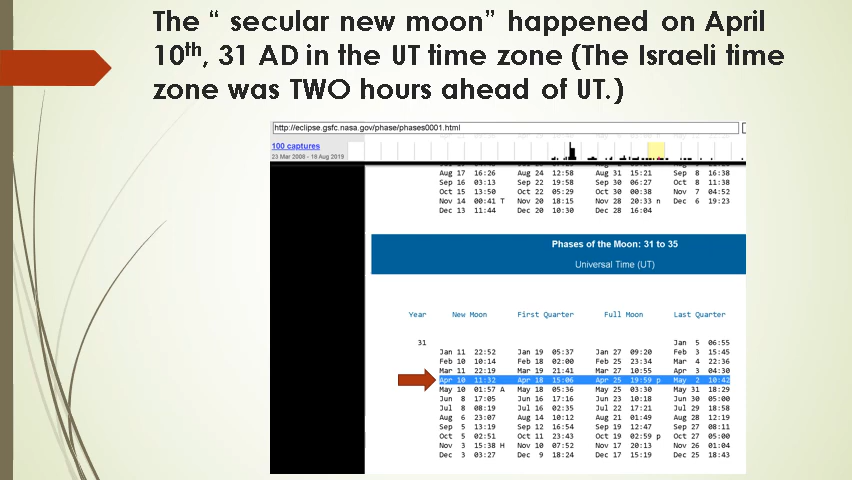 The “ secular new moon” happened on April
10th, 31 AD in the UT time zone (The Israeli time
zone was TWO hours ahead of UT.)
http://eclipse.gsfc.nasa.gov/phase/phases0001.html
100 captures
23 Mar 2008 - 18 Aug 2019
Aug 17 16:26 Aug 24 12:58 Aug 31 15:21 Sep 8 16:38
Sep 16 03:13 Sep 22 19:58 Sep 30 06:27 Oct 8 11:38
Oct 15 13:50 Oct 22 05:29 Oct 30 00:38 Nov 7 04:52
Nov 14 00:41 T Nov 20 18:15 Nov 28 20:33 n Dec 6 19:23
Dec 13 11:44 Dec 20 10:30 Dec 28 16:04
Phases of the Moon: 31 to 35
Universal Time (UT)
Year New Moon First Quarter Full Moon Last Quarter
31 Jan 5 06:55
Jan 11 22:52 Jan 19 05:37 Jan 27 09:20 Feb 3 15:45
Feb 10 10:14 Feb 18 02:00 Feb 25 23:34 Mar 4 22:36
Mar 11 22:19 Mar 19 21:41 Mar 27 10:55 Apr 3 04:30
Apr 10 11:32 Apr 18 15:06 Apr 25 19:59 p May 2 10:42
May 10 01:57 A May 18 05:36 May 25 03:30 May 31 18:29
Jun 8 17:05 Jun 16 17:16 Jun 23 10:18 Jun 30 05:00
Jul 8 08:19 Jul 16 02:35 Jul 22 17:21 Jul 29 18:58
Aug 6 23:07 Aug 14 10:12 Aug 21 01:49 Aug 28 12:19
Sep 5 13:19 Sep 12 16:54 Sep 19 12:47 Sep 27 08:11
Oct 5 02:51 Oct 11 23:43 Oct 19 02:59 p Oct 27 05:00
Nov 3 15:38 H Nov 10 07:52 Nov 17 20:13 Nov 26 01:04
Dec 3 03:27 Dec 9 18:24 Dec 17 15:19 Dec 25 18:43